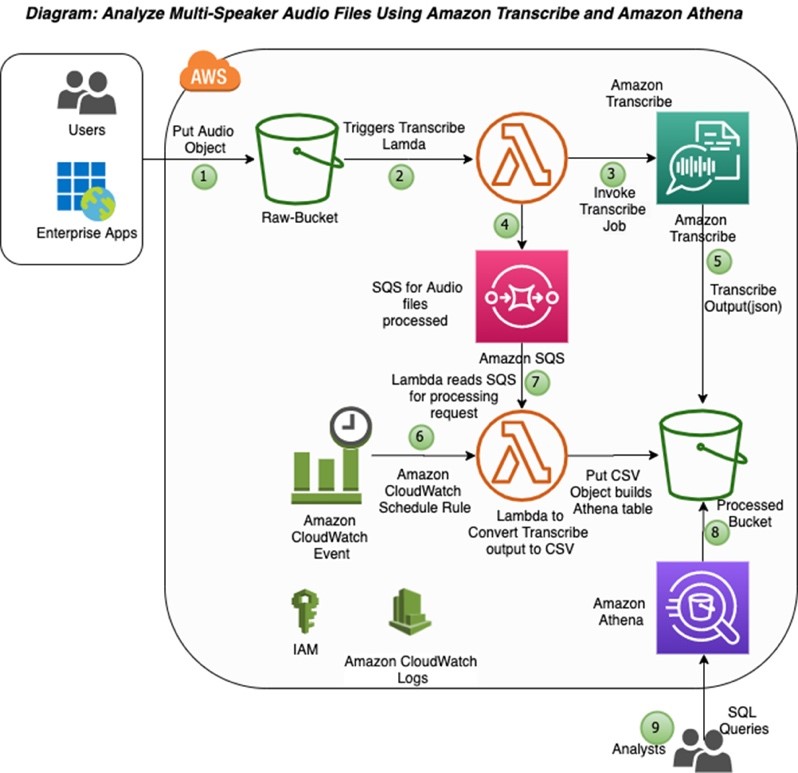 Diagram: Analyze Multi-Speaker Audio Files Using Amazon Transcribe and Amazon Athena
AWS
Users
Enterprise Apps
Put Audio
Object
1
Raw-Bucket
Triggers Transcribe
Lamda
2
3
Invoke
Transcribe
Job
Amazon
Transcribe
Amazon
Transcribe
4
5
Transcribe
Output(json)
SQS for Audio
files
processed
Amazon SQS
Lambda reads SQS
for processing
request
7
6
Amazon
CloudWatch
Schedule Rule
Amazon
CloudWatch
Event
Lambda to
Convert Transcribe
output to CSV
Put CSV
Object builds
Athena table
Processed
Bucket
8
Amazon
Athena
IAM
Amazon CloudWatch
Logs
9
Analysts
SQL
Queries